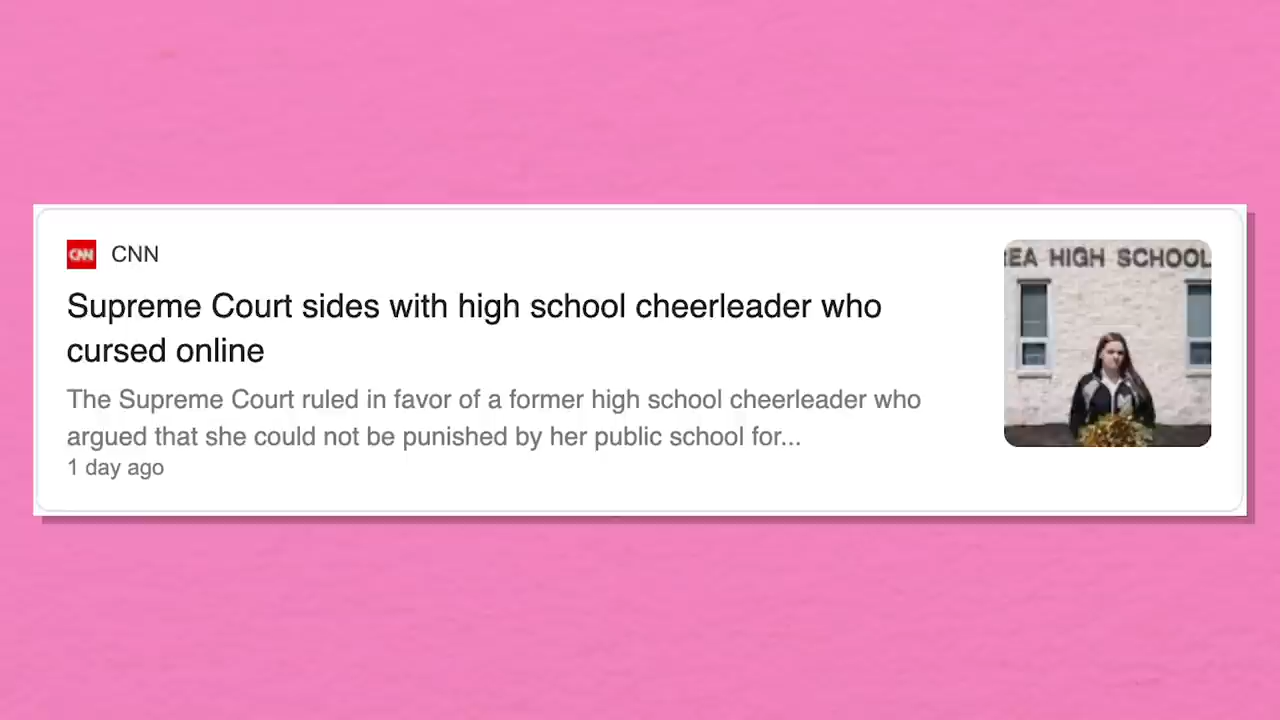 CNN CNN
Supreme Court sides with high school cheerleader who
cursed online
The Supreme Court ruled in favor of a former high school cheerleader who
argued that she could not be punished by her public school for...
1 day ago
EA HIGH SCHOOL